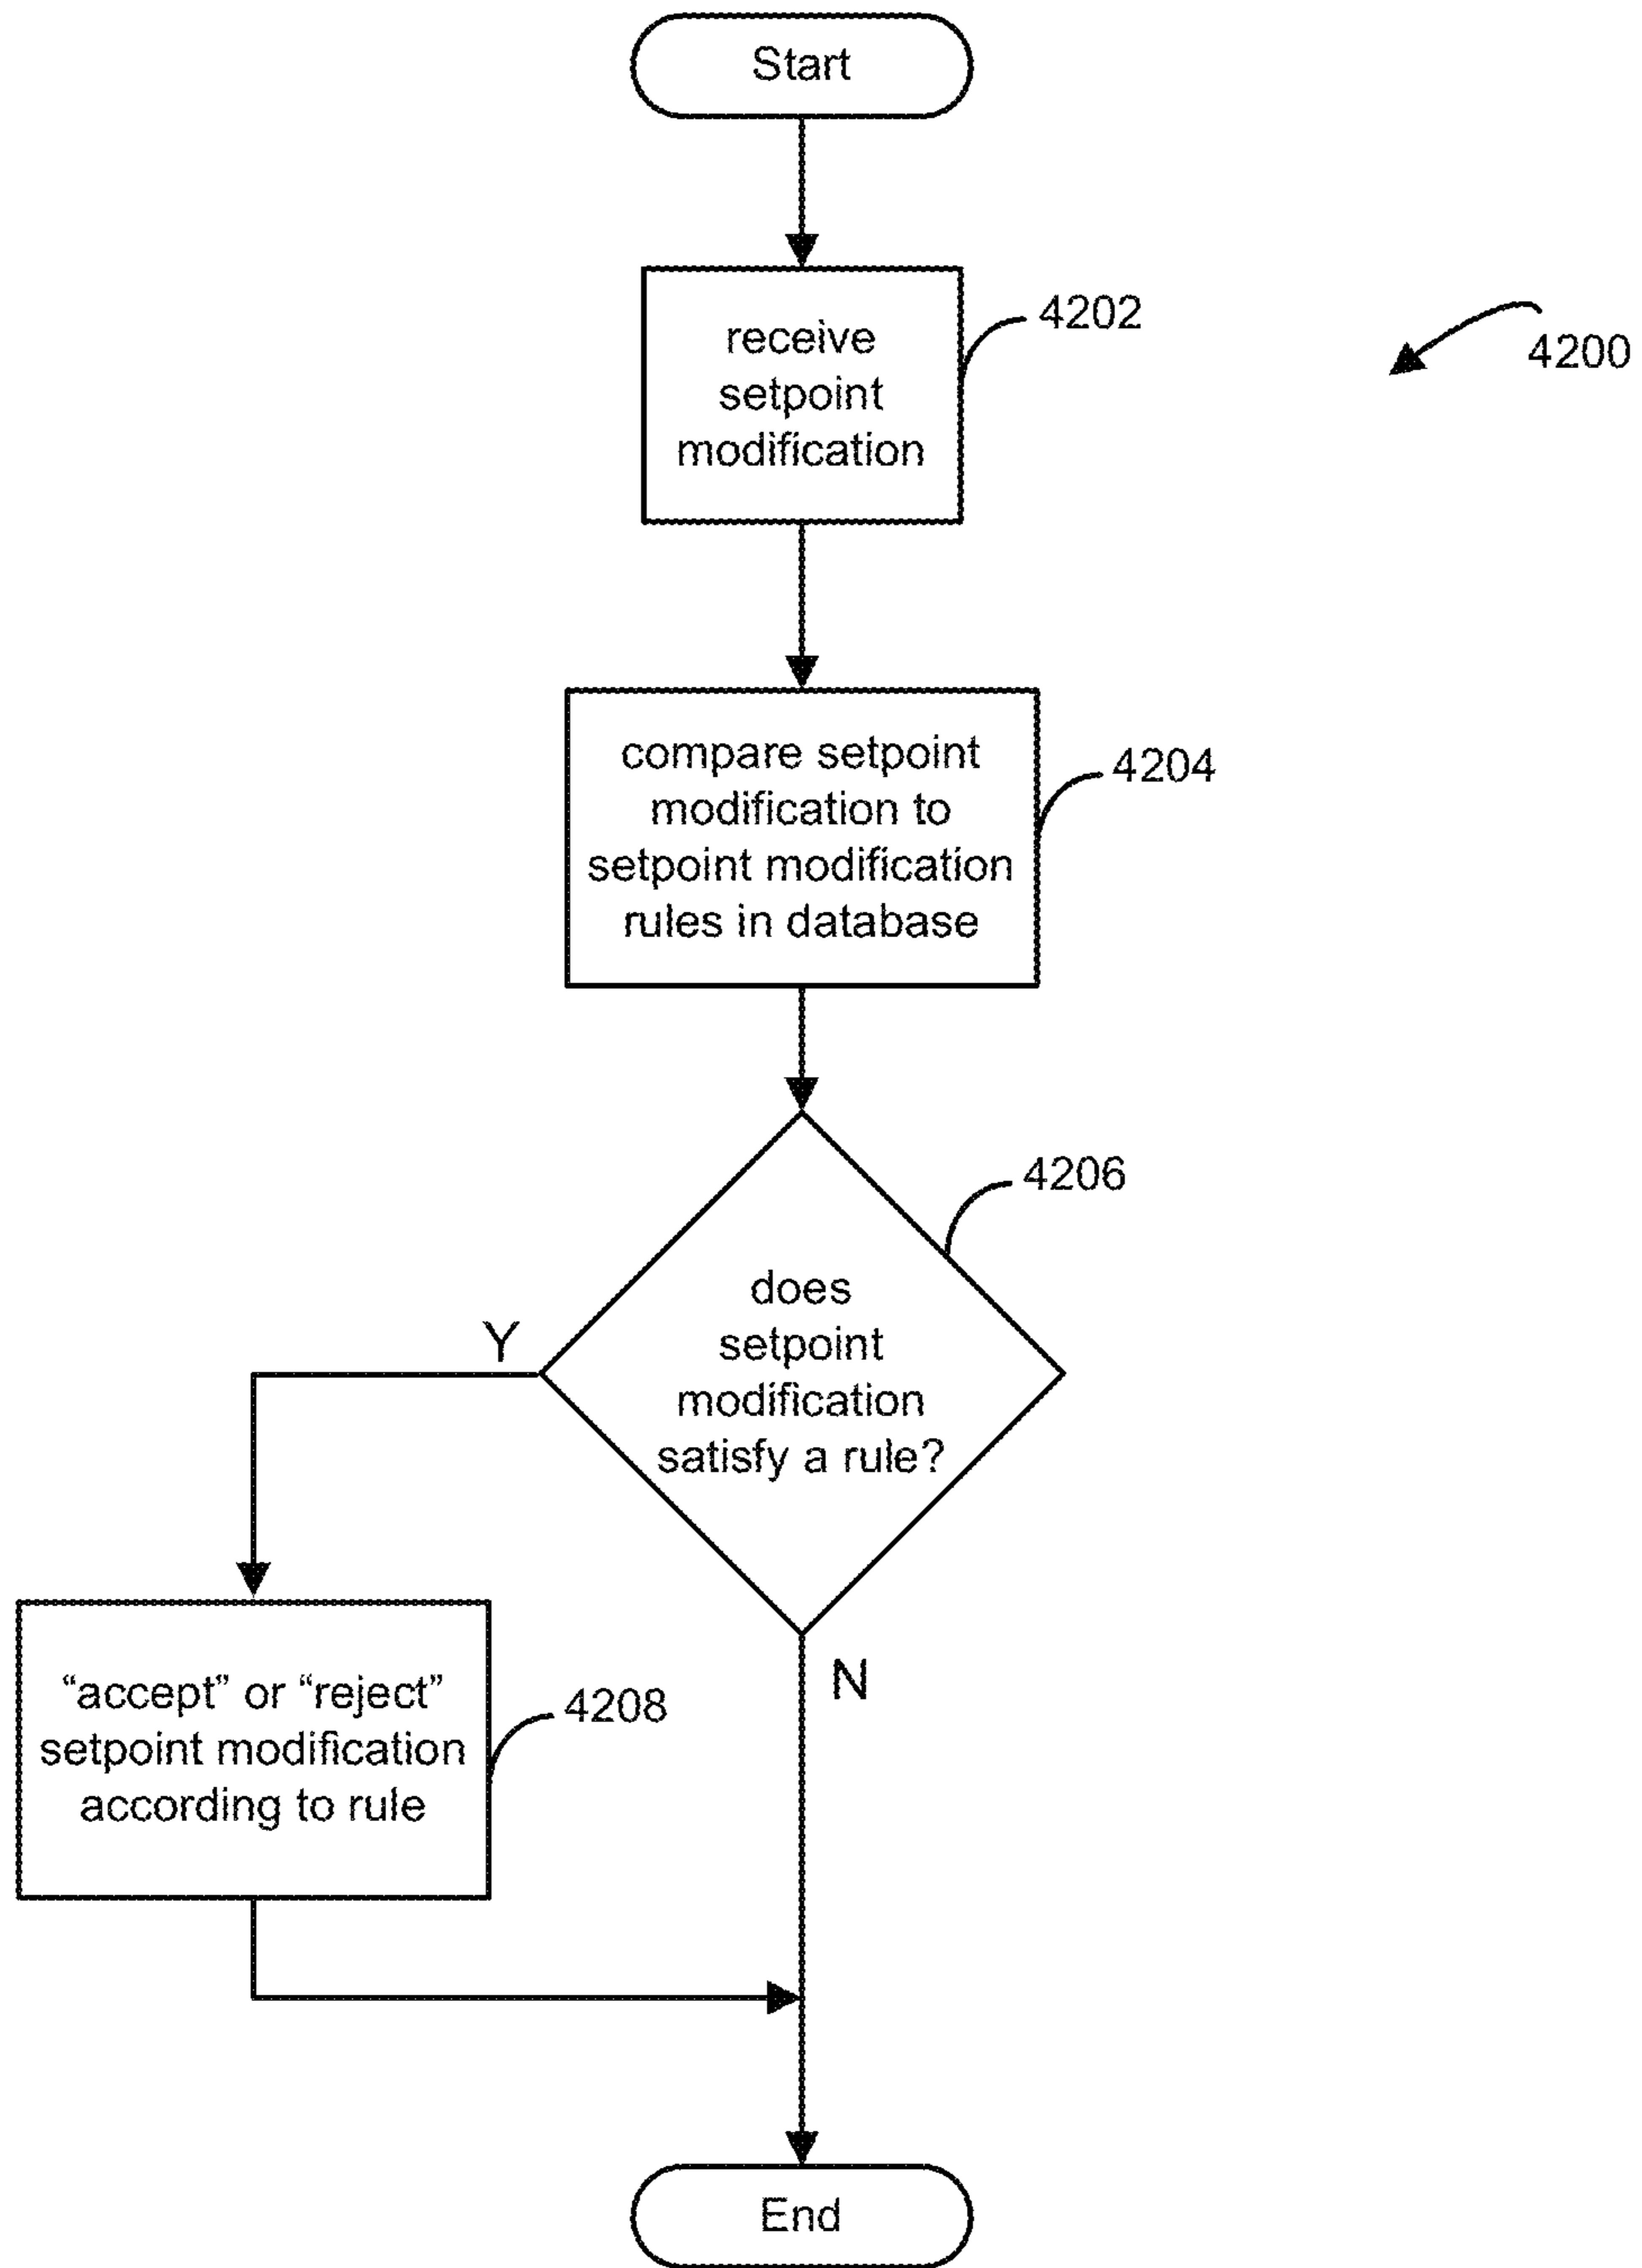 Start
receive
setpoint
modification
4202
4200
compare setpoint
modification to
setpoint modification
rules in database
4204
does
setpoint
modification
satisfy a rule?
4206
Y
N
“accept” or “reject”
setpoint modification
according to rule
4208
End